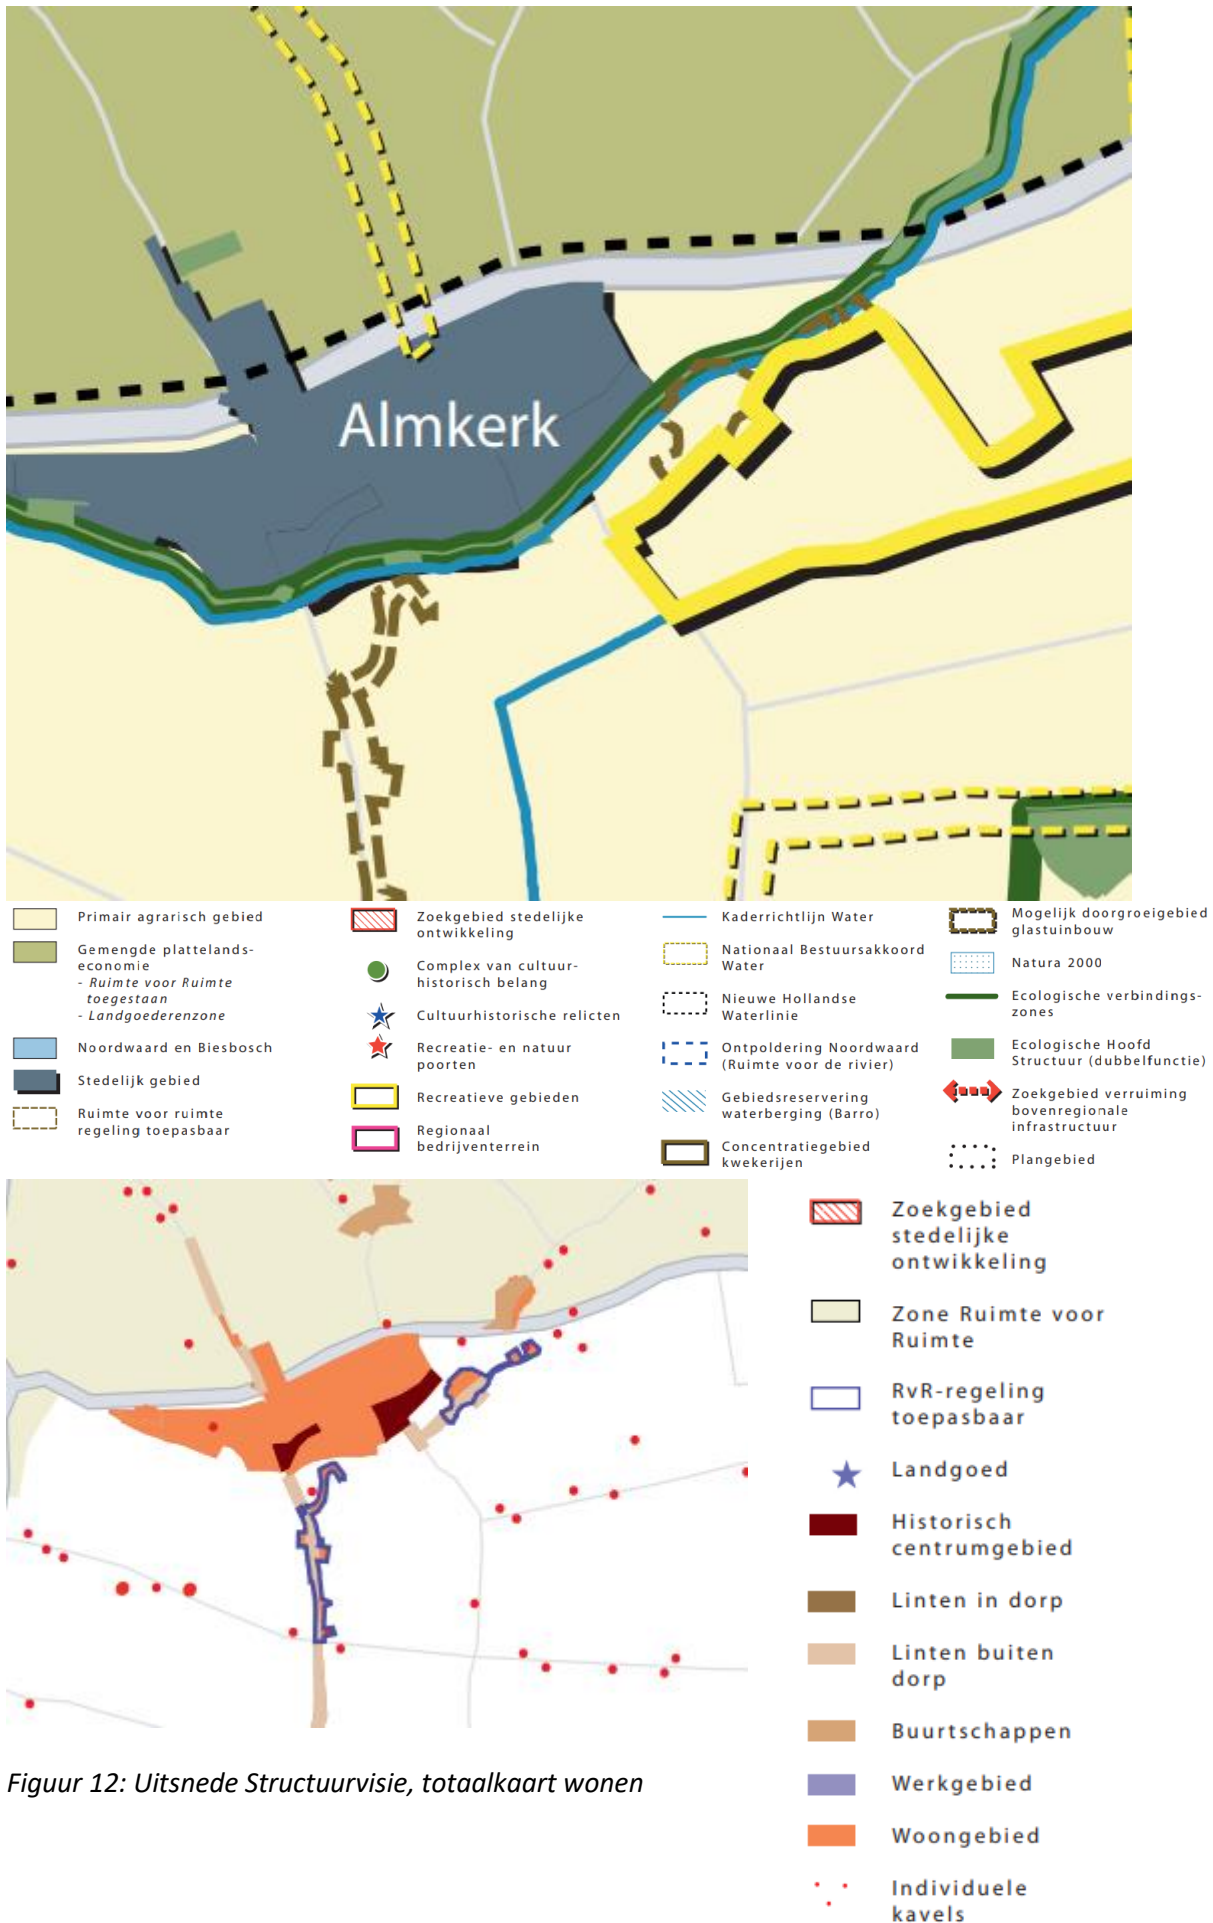 Almkerk
Primair agrarisch gebied
Gemengde plattelands-
economie
- Ruimte voor Ruimte
toegestaan
- Landgoederenzone
Noordwaard en Biesbosch
Stedelijk gebied
Ruimte voor ruimte
regeling toepasbaar
Zoekgebied stedelijke
ontwikkeling
Complex van cultuur-
historisch belang
Cultuurhistorische relicten
Recreatie- en natuur
poorten
Recreatieve gebieden
Regionaal
bedrijventerrein
Kaderrichtlijn Water
Nationaal Bestuursakkoord
Water
Nieuwe Hollandse
Waterlinie
Ontpoldering Noordwaard
(Ruimte voor de rivier)
Gebiedsreservering
waterberging (Barro)
Concentratiegebied
kwekerijen
Mogelijk doorgroeigebied
glastuinbouw
Natura 2000
Ecologische verbindings-
zones
Ecologische Hoofd
Structuur (dubbelfunctie)
Zoekgebied verruiming
bovenregionale
infrastructuur
Plangebied
Zoekgebied
stedelijke
ontwikkeling
Zone Ruimte voor
Ruimte
RvR-regeling
toepasbaar
Landgoed
Historisch
centrumgebied
Linten in dorp
Linten buiten
dorp
Buurtschappen
Werkgebied
Woongebied
Individuele
kavels
Figuur 12: Uitsnede Structuurvisie, totaalkaart wonen